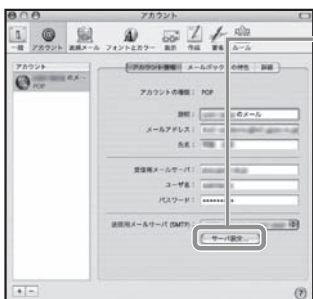 アカウント
一般 アカウント 迷惑メール フォントとカラー 表示 作成 署名 ルール
アカウント
のメ…
POP
アカウント情報 メールボックスの特性 詳細
アカウントの種類： POP
説明： のメール
メールアドレス：
氏名：
受信用メールサーバ：
ユーザ名：
パスワード： ••••••••
送信用メールサーバ (SMTP)：
サーバ設定...